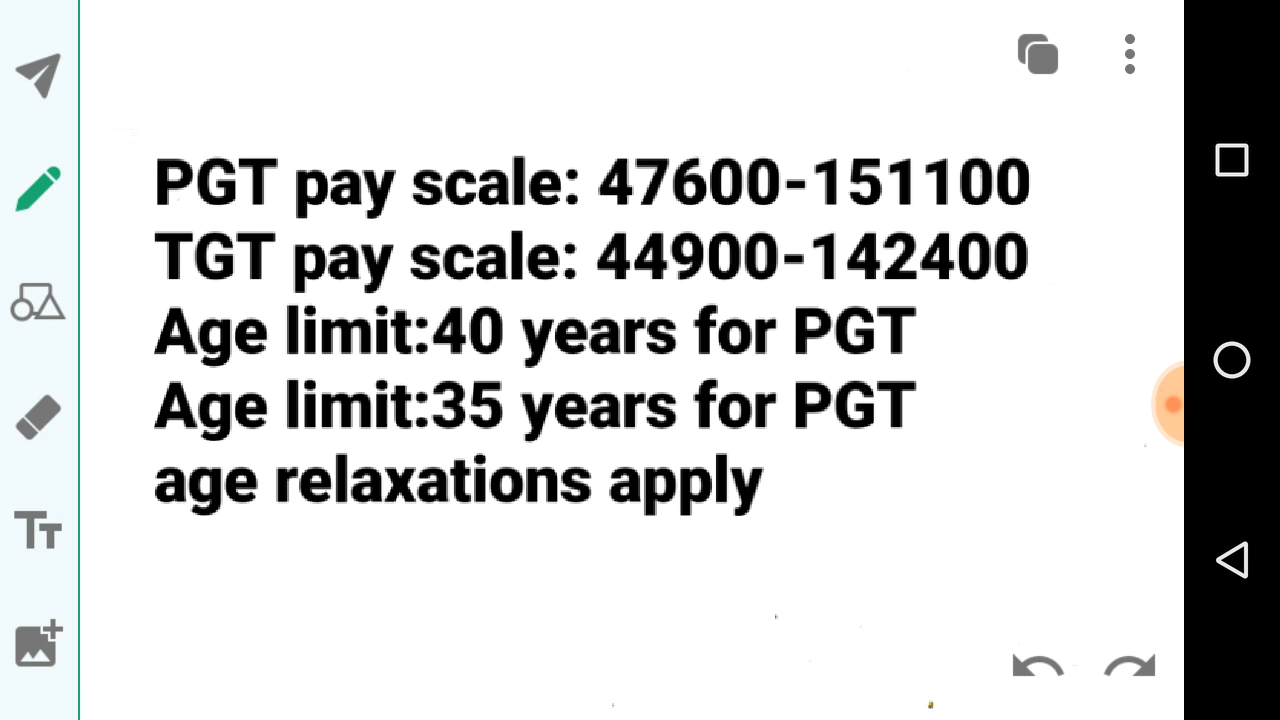 PGT pay scale: 47600-151100
TGT pay scale: 44900-142400
Age limit:40 years for PGT
Age limit:35 years for PGT
age relaxations apply